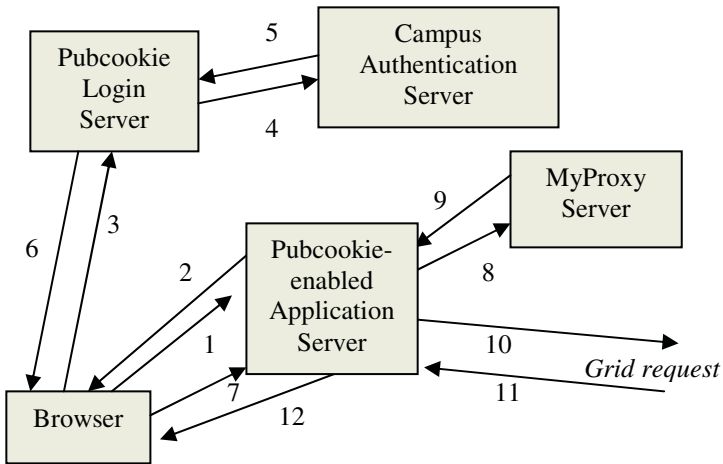 5
Campus
Authentication
Server
Pubcookie
Login
Server
4
MyProxy
Server
9
3
6
Pubcookie-
enabled
Application
Server
2
8
1
10
Grid request
7
11
Browser
12